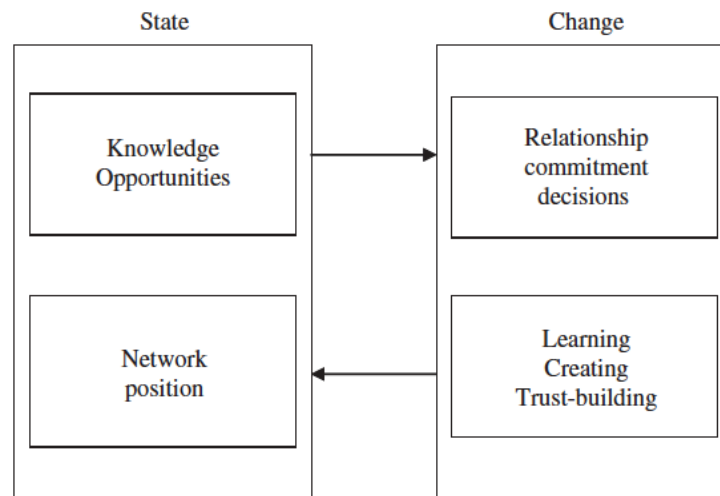 State
Change
Knowledge
Opportunities
Relationship
commitment
decisions
Network
position
Learning
Creating
Trust-building